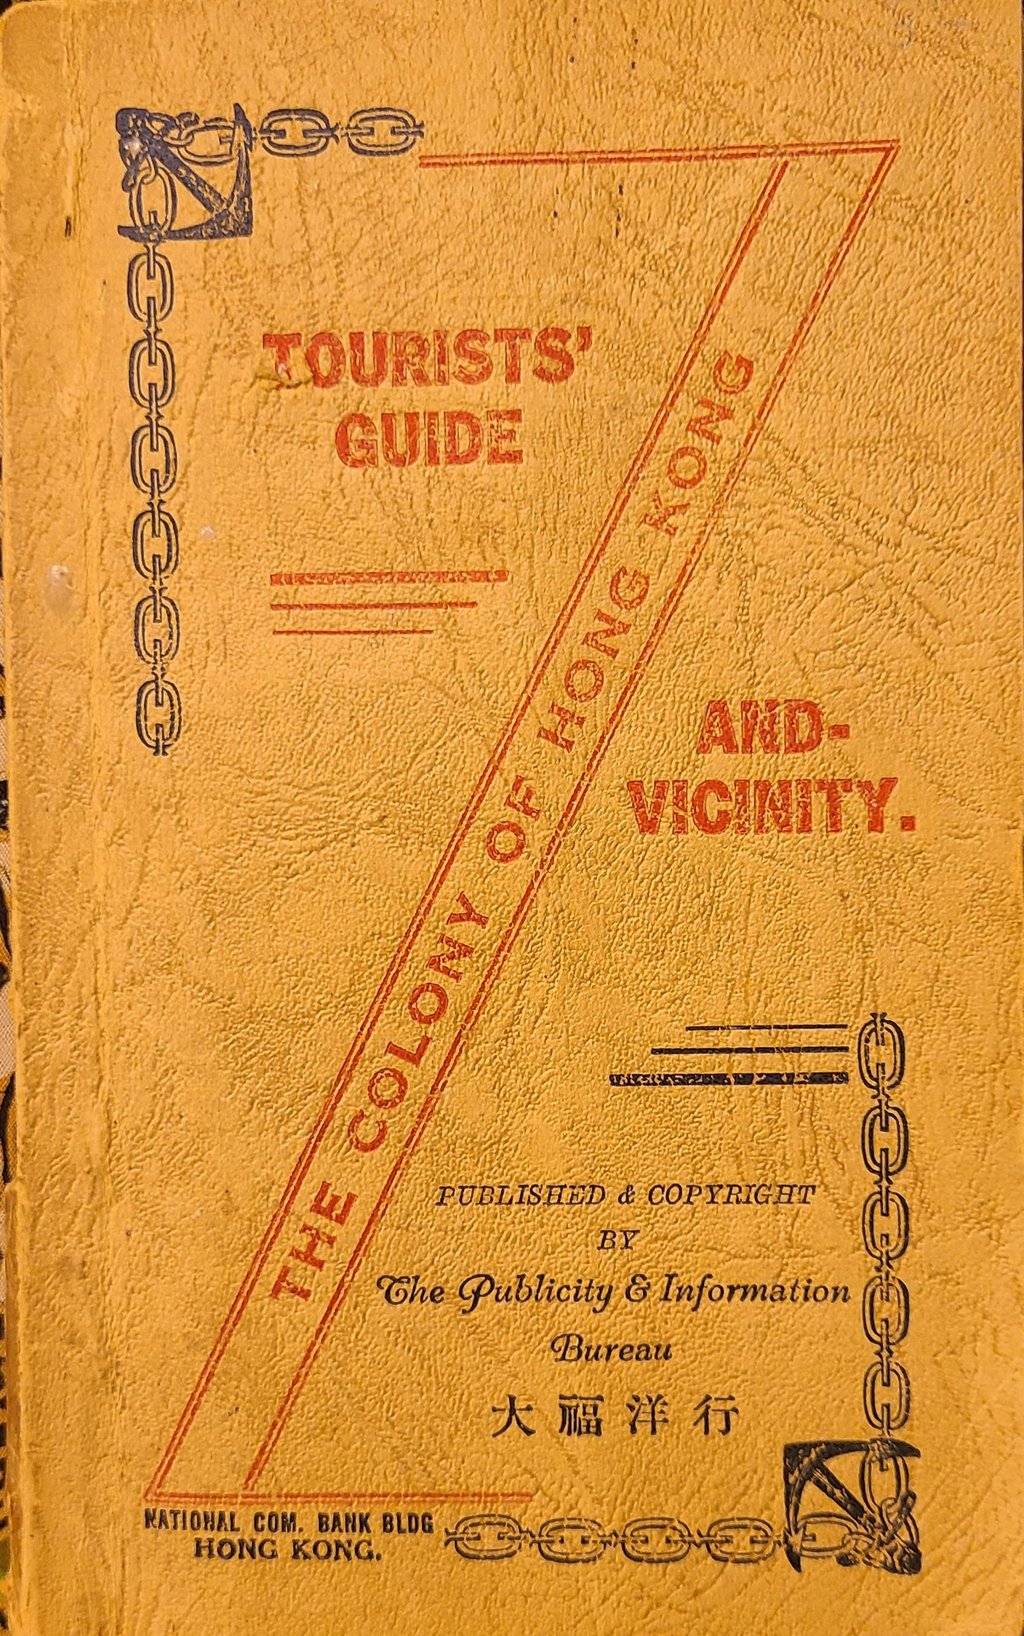 TOURISTS'
GUIDE
THE COLONY OF HONG KONG
AND-
VICINITY.
PUBLISHED & COPYRIGHT
BY
The Publicity & Information
Bureau
大福洋行
NATIONAL COM. BANK BLDG
HONG KONG.